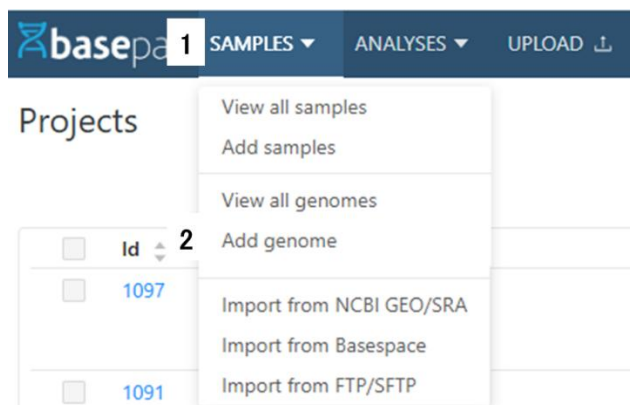 basepa 1 SAMPLES ANALYSES UPLOAD
Projects
View all samples
Add samples
View all genomes
Id 2 Add genome
1097
Import from NCBI GEO/SRA
Import from Basespace
1091 Import from FTP/SFTP